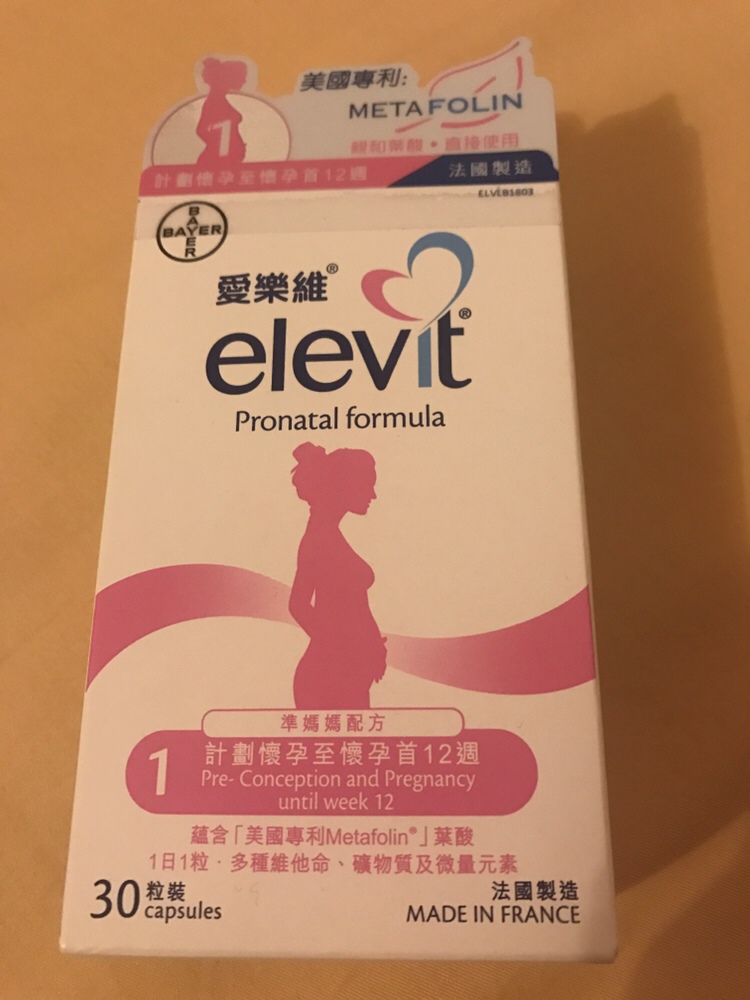 美國專利:
METAFOLIN
親和葉酸・直接使用
1
計劃懷孕至懷孕首12週
法國製造
ELVEB1803
BAYER
BAYER
愛樂維®
elevit®
Pronatal formula
準媽媽配方
1
計劃懷孕至懷孕首12週
Pre- Conception and Pregnancy
until week 12
蘊含「美國專利Metafolin®」葉酸
1日1粒‧多種維他命、礦物質及微量元素
30粒裝
capsules
法國製造
MADE IN FRANCE